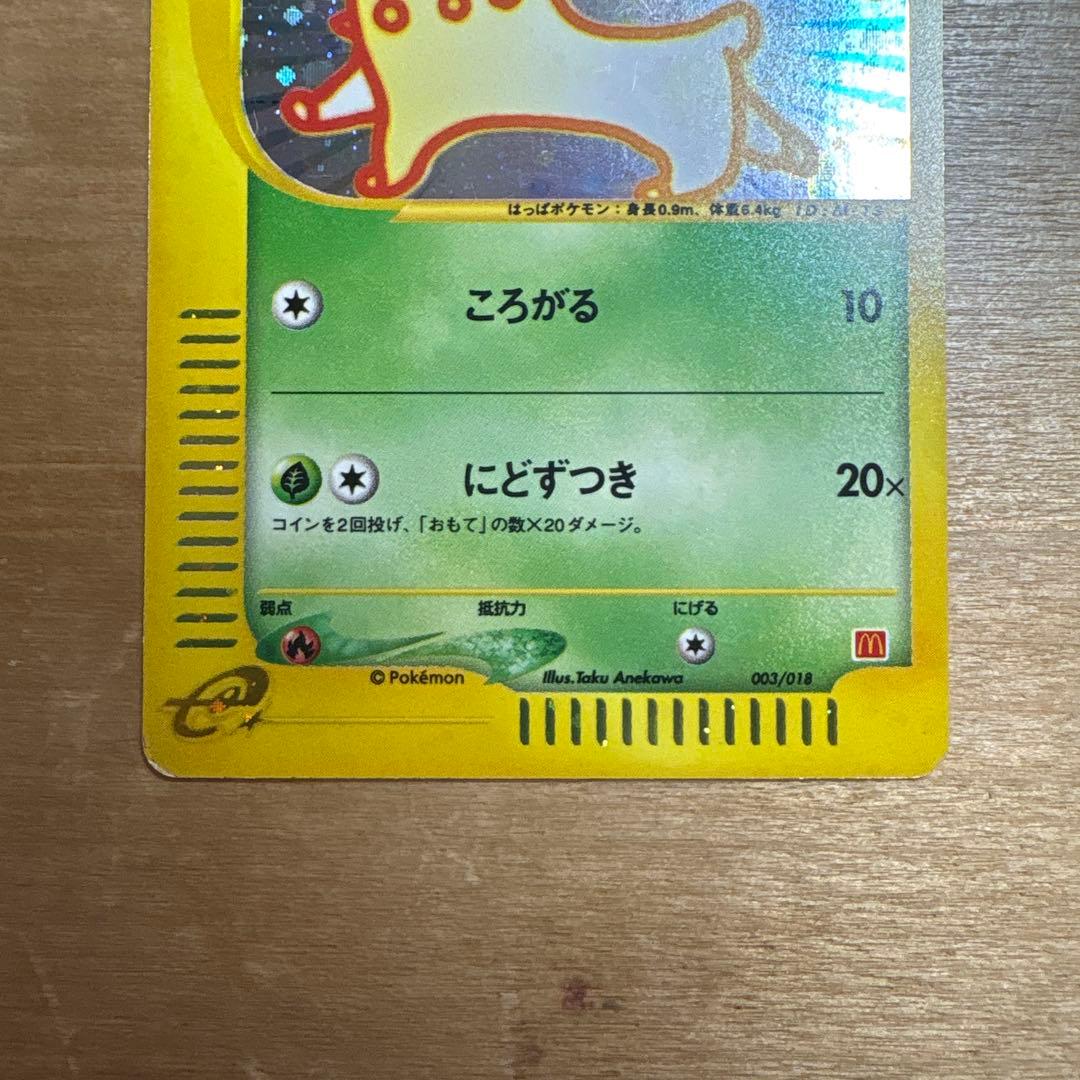 はっぱポケモン：身長0.9m、体重6.4kg
ころがる 10
にどずつき 20×
コインを2回投げ、「おもて」の数×20ダメージ。
弱点 抵抗力 にげる
©Pokémon Illus.Taku Anekawa 003/018